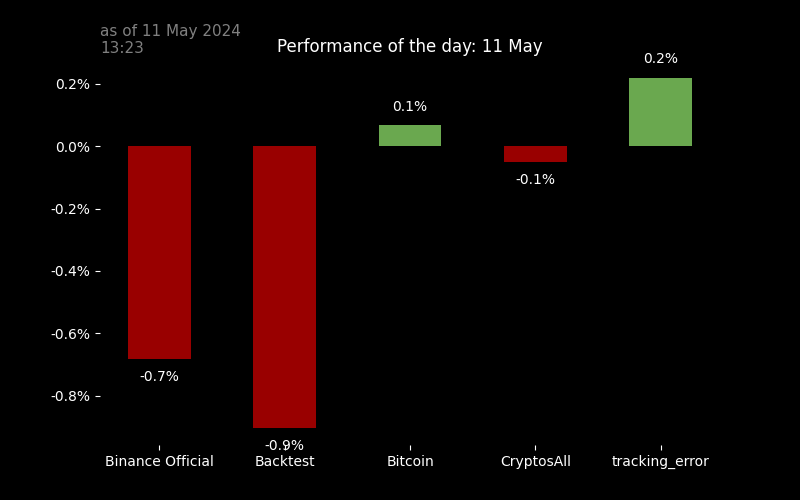 as of 11 May 2024
13:23
Performance of the day: 11 May
0.2%
0.0%
-0.2%
-0.4%
-0.6%
-0.8%
-0.7%
-0.9%
0.1%
-0.1%
0.2%
Binance Official
Backtest
Bitcoin
CryptosAll
tracking_error